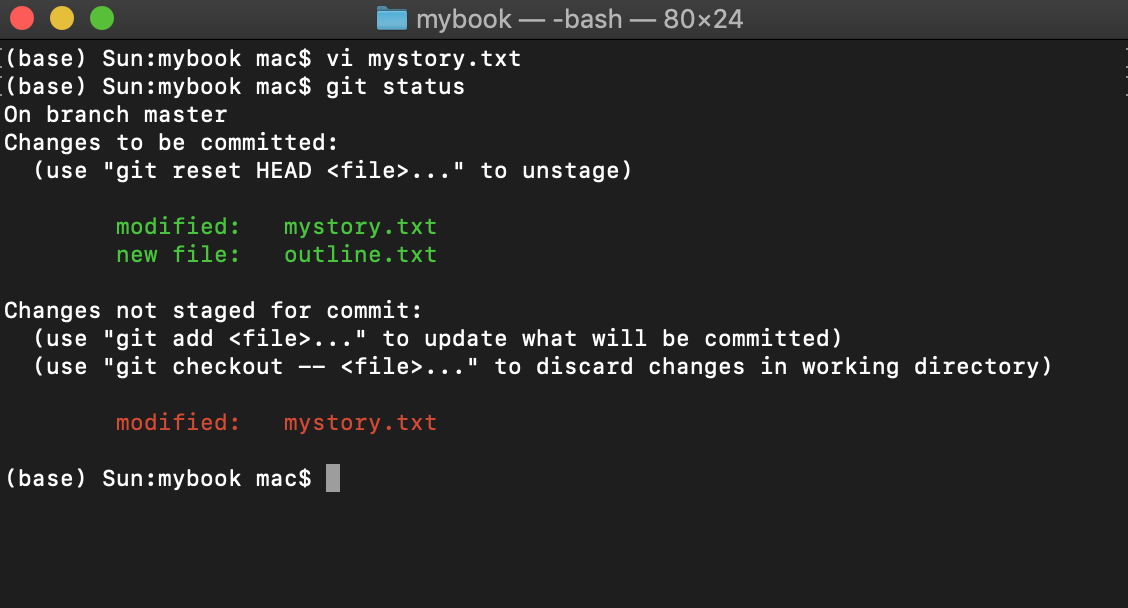 mybook — -bash — 80×24
(base) Sun:mybook mac$ vi mystory.txt
(base) Sun:mybook mac$ git status
On branch master
Changes to be committed:
  (use "git reset HEAD <file>..." to unstage)

        modified:   mystory.txt
        new file:   outline.txt

Changes not staged for commit:
  (use "git add <file>..." to update what will be committed)
  (use "git checkout -- <file>..." to discard changes in working directory)

        modified:   mystory.txt

(base) Sun:mybook mac$